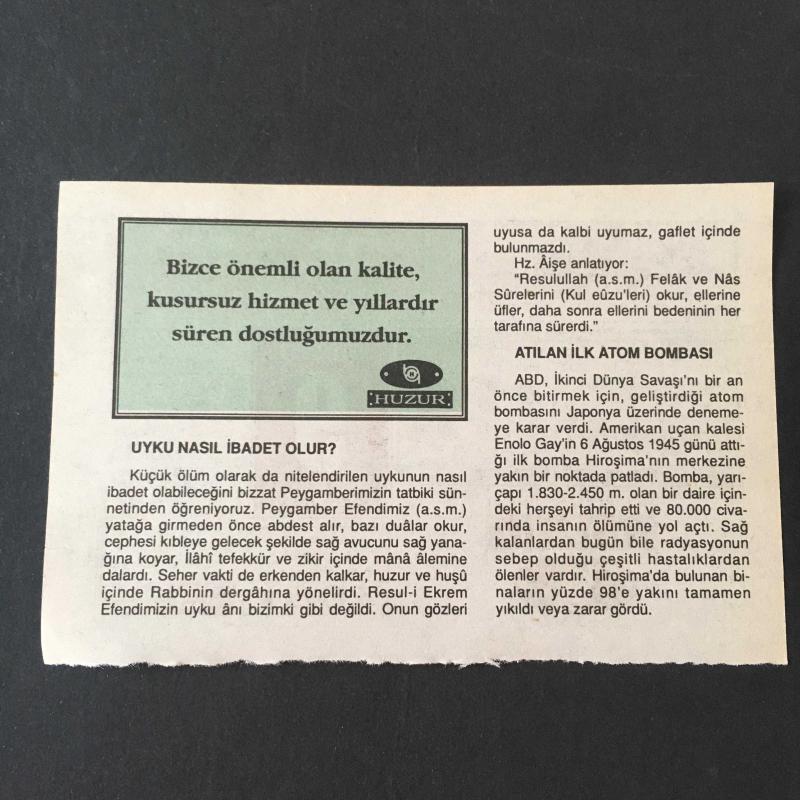 Bizce önemli olan kalite,
kusursuz hizmet ve yıllardır
süren dostluğumuzdur.
HUZUR
UYKU NASIL İBADET OLUR?
Küçük ölüm olarak da nitelendirilen uykunun nasıl
ibadet olabileceğini bizzat Peygamberimizin tatbiki sün-
netinden öğreniyoruz. Peygamber Efendimiz (a.s.m.)
yatağa girmeden önce abdest alır, bazı duâlar okur,
cephesi kıbleye gelecek şekilde sağ avucunu sağ yana-
ğına koyar, İlâhî tefekkür ve zikir içinde mânâ âlemine
dalardı. Seher vakti de erkenden kalkar, huzur ve huşû
içinde Rabbinin dergâhına yönelirdi. Resul-i Ekrem
Efendimizin uyku ânı bizimki gibi değildi. Onun gözleri
uyusa da kalbi uyumaz, gaflet içinde
bulunmazdı.
Hz. Âişe anlatıyor:
"Resulullah (a.s.m.) Felâk ve Nâs
Sûrelerini (Kul eûzu'leri) okur, ellerine
üfler, daha sonra ellerini bedeninin her
tarafına sürerdi."
ATILAN İLK ATOM BOMBASI
ABD, İkinci Dünya Savaşı'nı bir an
önce bitirmek için, geliştirdiği atom
bombasını Japonya üzerinde deneme-
ye karar verdi. Amerikan uçan kalesi
Enolo Gay'in 6 Ağustos 1945 günü attı-
ğı ilk bomba Hiroşima'nın merkezine
yakın bir noktada patladı. Bomba, yarı-
çapı 1.830-2.450 m. olan bir daire için-
deki herşeyi tahrip etti ve 80.000 civa-
rında insanın ölümüne yol açtı. Sağ
kalanlardan bugün bile radyasyonun
sebep olduğu çeşitli hastalıklardan
ölenler vardır. Hiroşima'da bulunan bi-
naların yüzde 98'e yakını tamamen
yıkıldı veya zarar gördü.